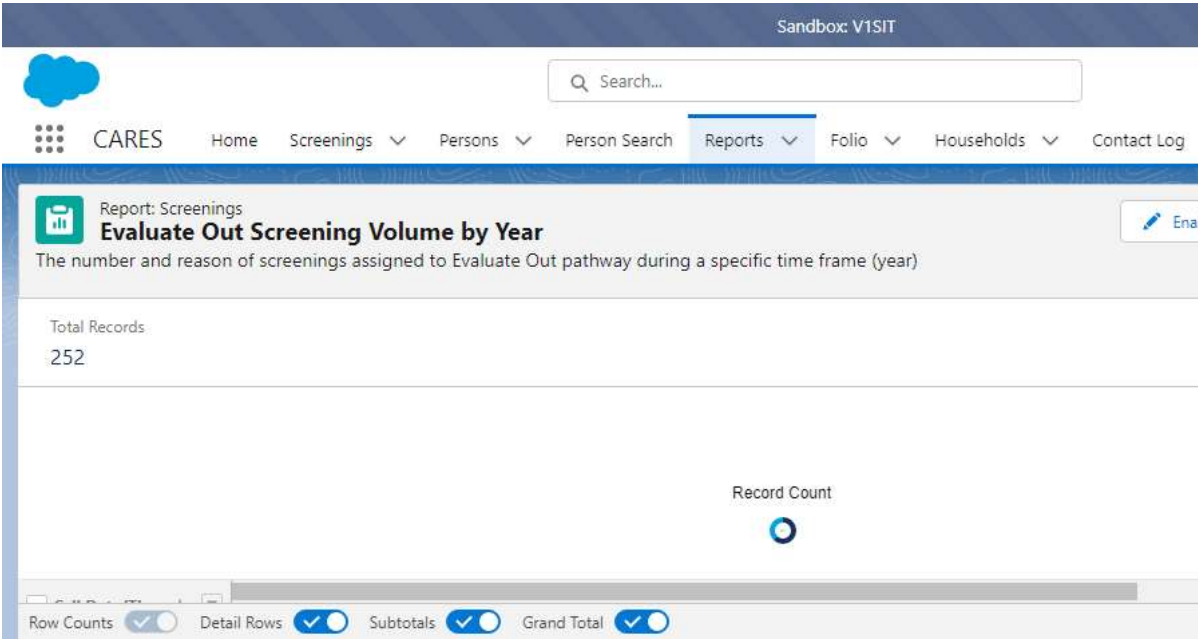 Sandbox: V1SIT
Search...
CARES Home Screenings Persons Person Search Reports Folio Households Contact Log
Report: Screenings
Evaluate Out Screening Volume by Year
Ena
The number and reason of screenings assigned to Evaluate Out pathway during a specific time frame (year)
Total Records
252
Record Count
Row Counts Detail Rows Subtotals Grand Total